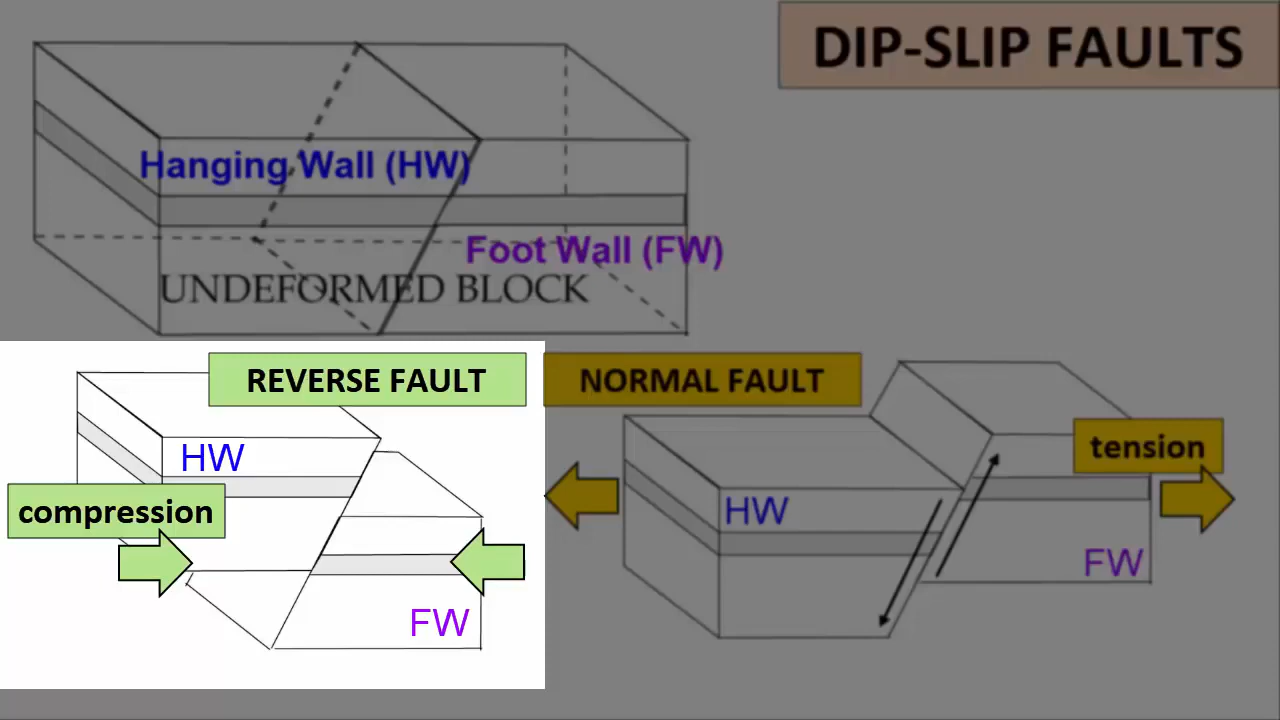 DIP-SLIP FAULTS
Hanging Wall (HW)
Foot Wall (FW)
UNDEFORMED BLOCK
REVERSE FAULT
NORMAL FAULT
HW
compression
FW
tension
HW
FW